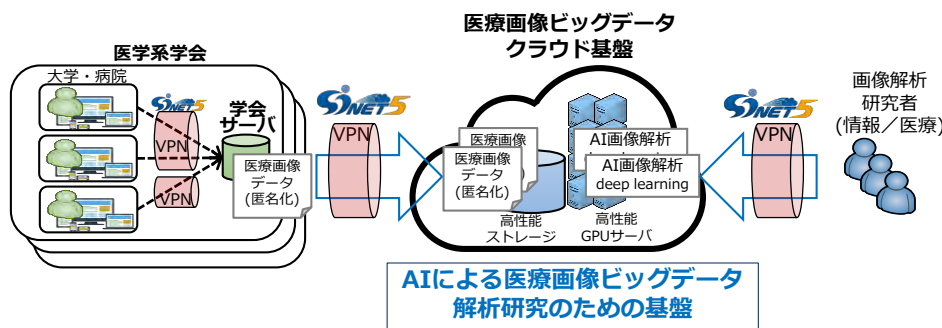 医療画像ビッグデータ
クラウド基盤
医学系学会
大学・病院
SINET5
VPN
VPN
学会
サーバ
医療画像
データ
(匿名化)
SINET5
VPN
医療画像
医療画像
データ
(匿名化)
高性能
ストレージ
AI画像解析
AI画像解析
deep learning
高性能
GPUサーバ
SINET5
VPN
画像解析
研究者
(情報／医療)
AIによる医療画像ビッグデータ
解析研究のための基盤